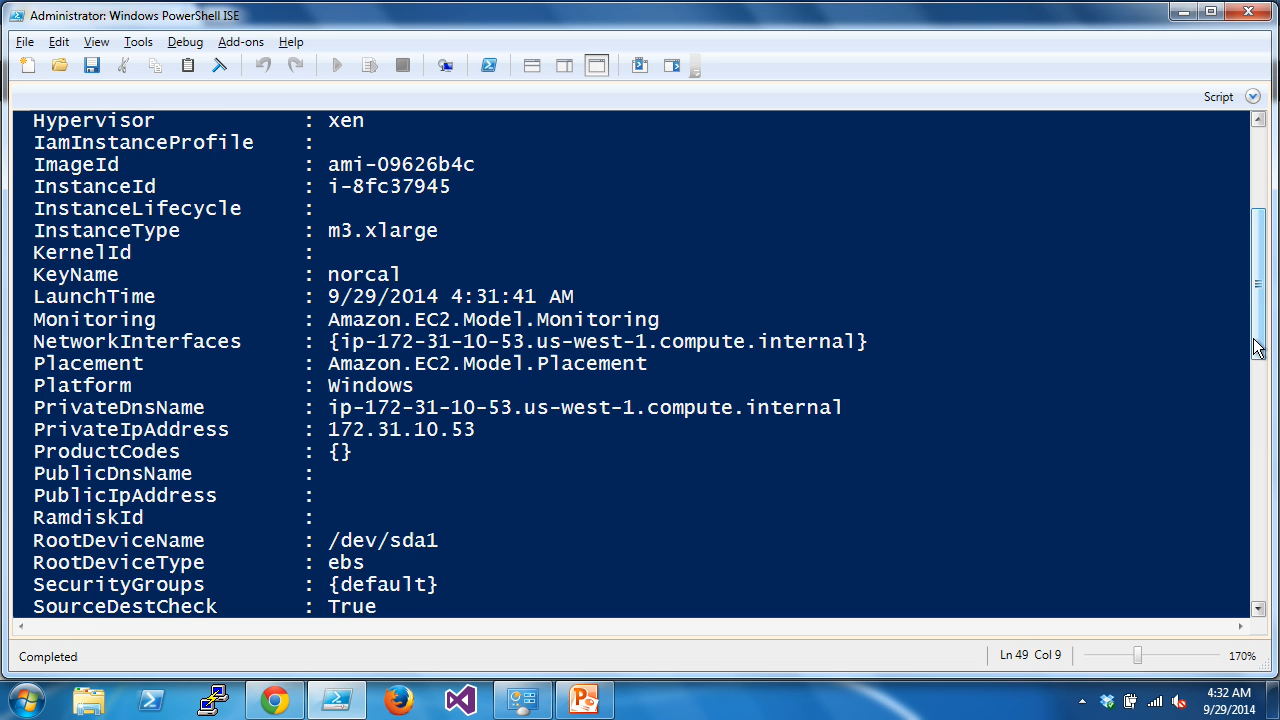 Administrator: Windows PowerShell ISE
File Edit View Tools Debug Add-ons Help
Script
Hypervisor : xen
IamInstanceProfile :
ImageId : ami-09626b4c
InstanceId : i-8fc37945
InstanceLifecycle :
InstanceType : m3.xlarge
KernelId :
KeyName : norcal
LaunchTime : 9/29/2014 4:31:41 AM
Monitoring : Amazon.EC2.Model.Monitoring
NetworkInterfaces : {ip-172-31-10-53.us-west-1.compute.internal}
Placement : Amazon.EC2.Model.Placement
Platform : Windows
PrivateDnsName : ip-172-31-10-53.us-west-1.compute.internal
PrivateIpAddress : 172.31.10.53
ProductCodes : {}
PublicDnsName :
PublicIpAddress :
RamdiskId :
RootDeviceName : /dev/sda1
RootDeviceType : ebs
SecurityGroups : {default}
SourceDestCheck : True
Completed Ln 49 Col 9 170%
4:32 AM
9/29/2014